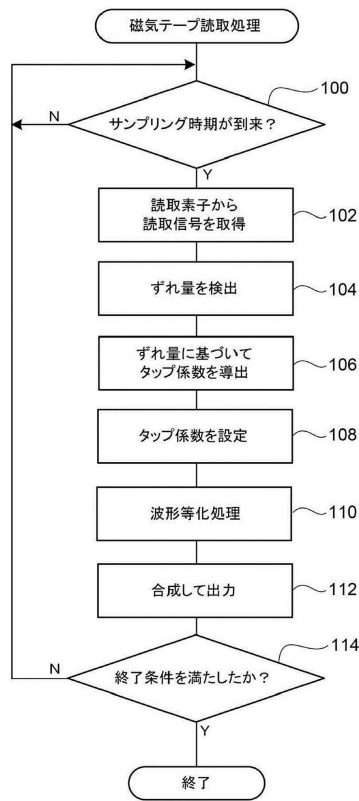 磁気テープ読取処理
100
N
サンプリング時期が到来？
Y
読取素子から
読取信号を取得
102
ずれ量を検出
104
ずれ量に基づいて
タップ係数を導出
106
タップ係数を設定
108
波形等化処理
110
合成して出力
112
114
N
終了条件を満たしたか？
Y
終了